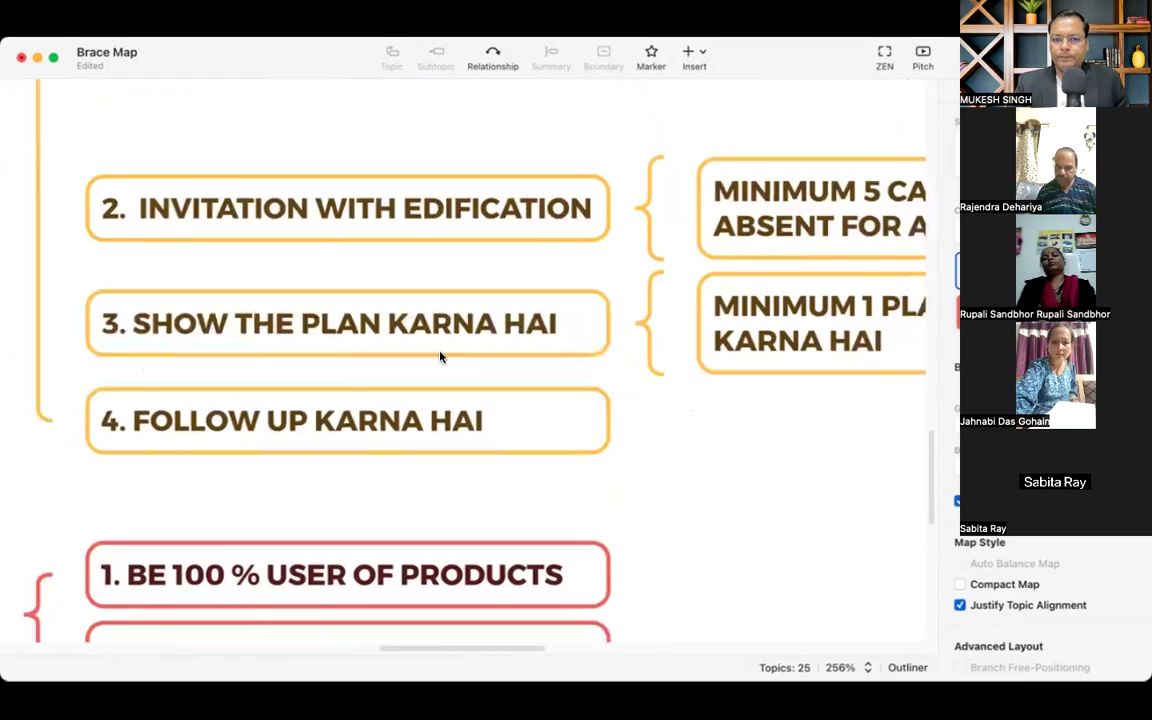 Brace Map
Edited
Topic
Subtopic
Relationship
Summary
Boundary
Marker
Insert
ZEN
Pitch
2. INVITATION WITH EDIFICATION
MINIMUM 5 CA
ABSENT FOR A
3. SHOW THE PLAN KARNA HAI
MINIMUM 1 PLA
KARNA HAI
4. FOLLOW UP KARNA HAI
1. BE 100 % USER OF PRODUCTS
MUKESH SINGH
Rajendra Dehariya
Rupali Sandbhor Rupali Sandbhor
Jahnabi Das Gohain
Sabita Ray
Sabita Ray
Map Style
Auto Balance Map
Compact Map
Justify Topic Alignment
Advanced Layout
Branch Free-Positioning
Topics: 25
256%
Outliner